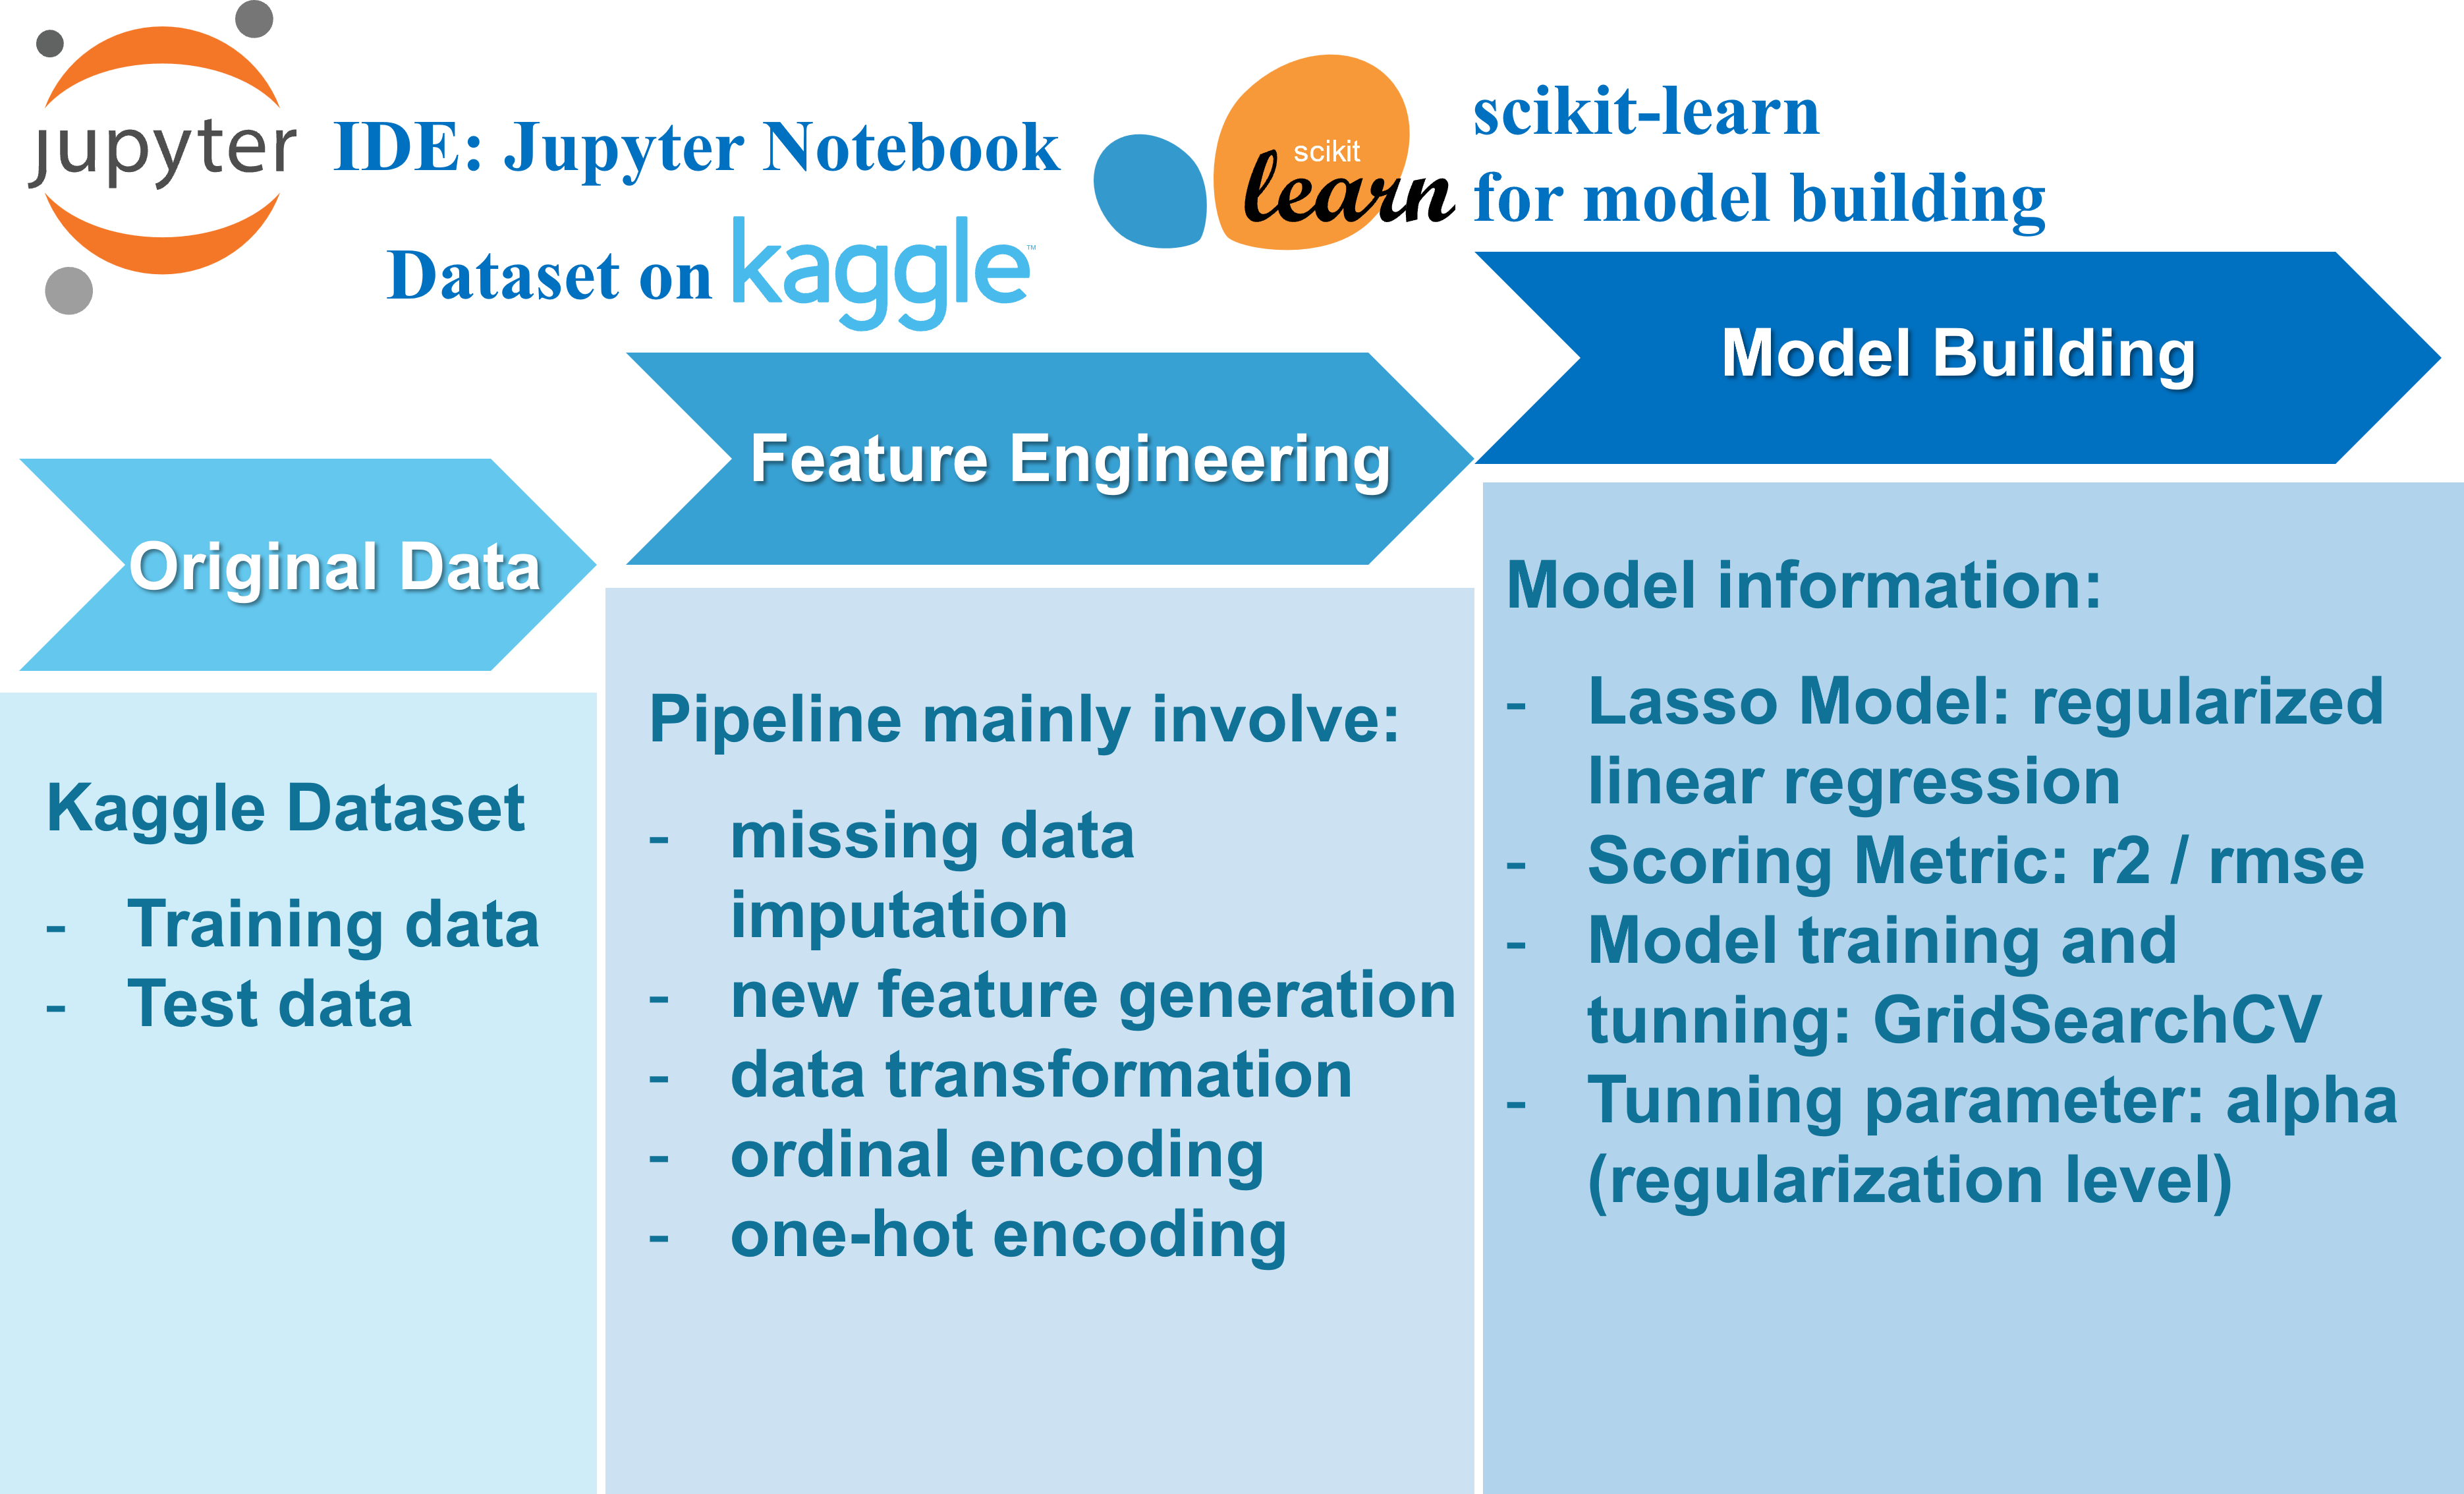 jupyter
IDE: Jupyter Notebook
Dataset on kaggle™
scikit
learn
scikit-learn
for model building
Original Data
Kaggle Dataset
- Training data
- Test data
Feature Engineering
Pipeline mainly involve:
- missing data
imputation
- new feature generation
- data transformation
- ordinal encoding
- one-hot encoding
Model Building
Model information:
- Lasso Model: regularized
linear regression
- Scoring Metric: r2 / rmse
- Model training and
tunning: GridSearchCV
- Tunning parameter: alpha
(regularization level)